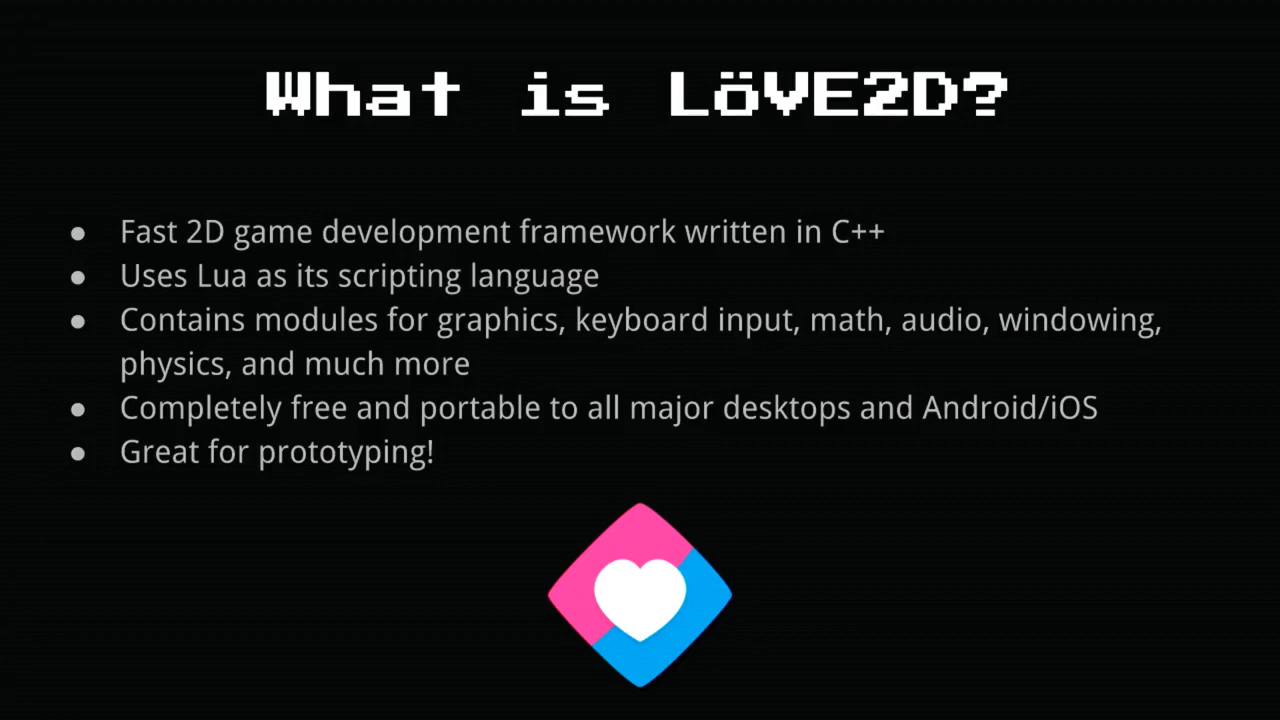 What is LöVE2D?
● Fast 2D game development framework written in C++
● Uses Lua as its scripting language
● Contains modules for graphics, keyboard input, math, audio, windowing,
physics, and much more
● Completely free and portable to all major desktops and Android/iOS
● Great for prototyping!